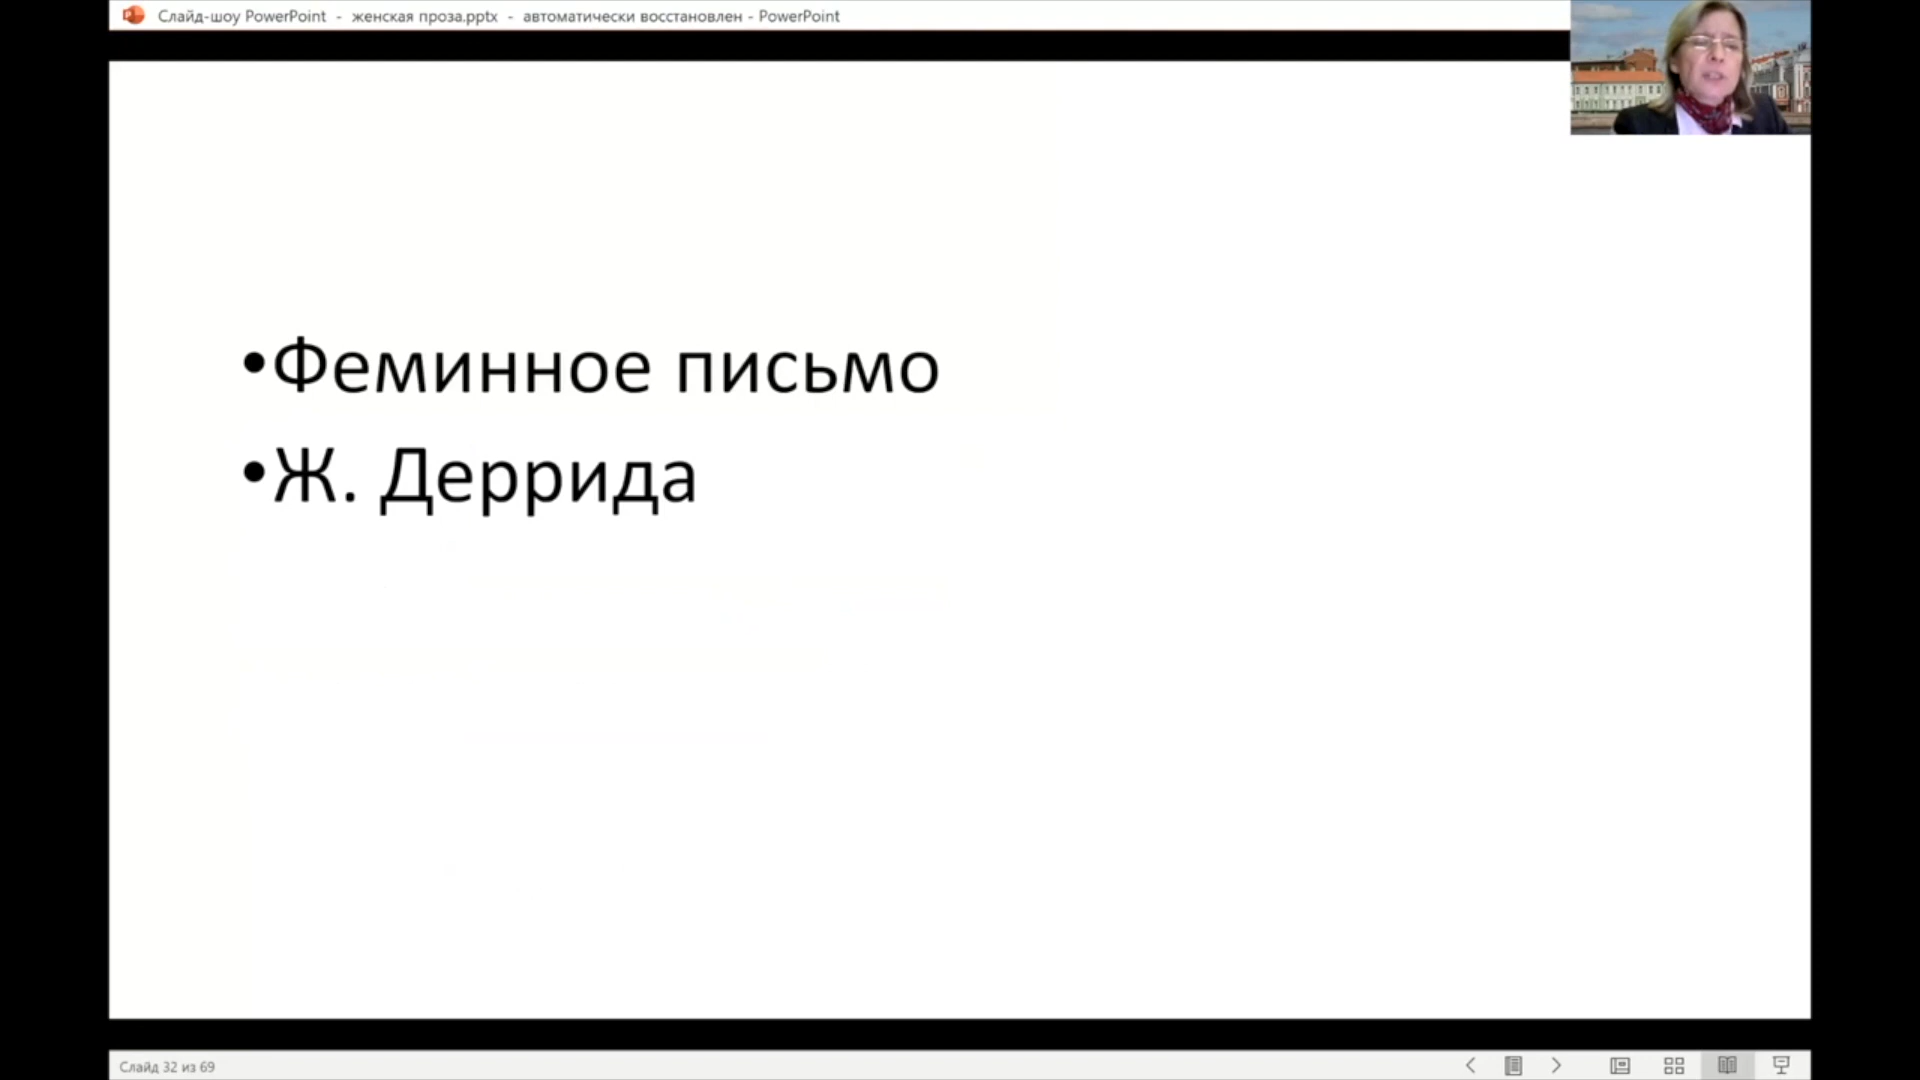 Слайд-шоу PowerPoint - женская проза.pptx - автоматически восстановлен - PowerPoint
•Феминное письмо
•Ж. Деррида
Слайд 32 из 69